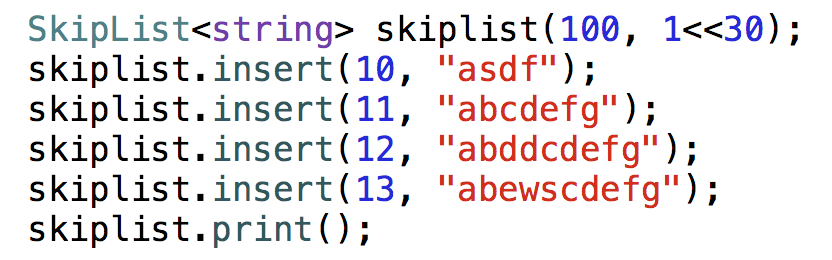 SkipList<string> skiplist(100, 1<<30);
skiplist.insert(10, "asdf");
skiplist.insert(11, "abcdefg");
skiplist.insert(12, "abddcdefg");
skiplist.insert(13, "abewscdefg");
skiplist.print();